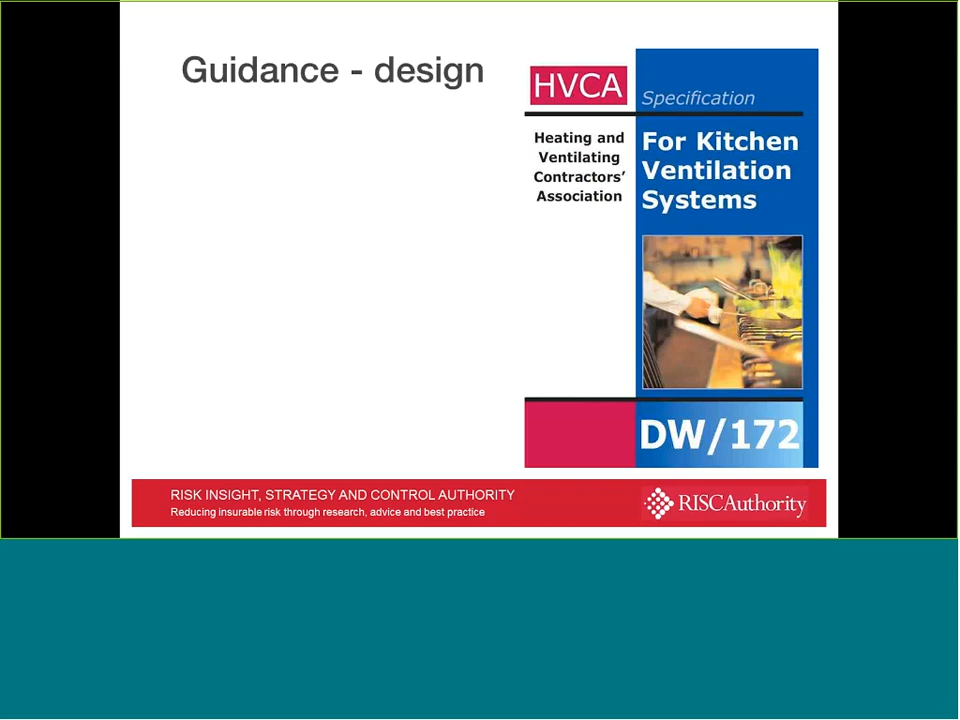 Guidance - design
HVCA
Specification
Heating and
Ventilating
Contractors’
Association
For Kitchen
Ventilation
Systems
DW/172
RISK INSIGHT, STRATEGY AND CONTROL AUTHORITY
Reducing insurable risk through research, advice and best practice
RISCAuthority